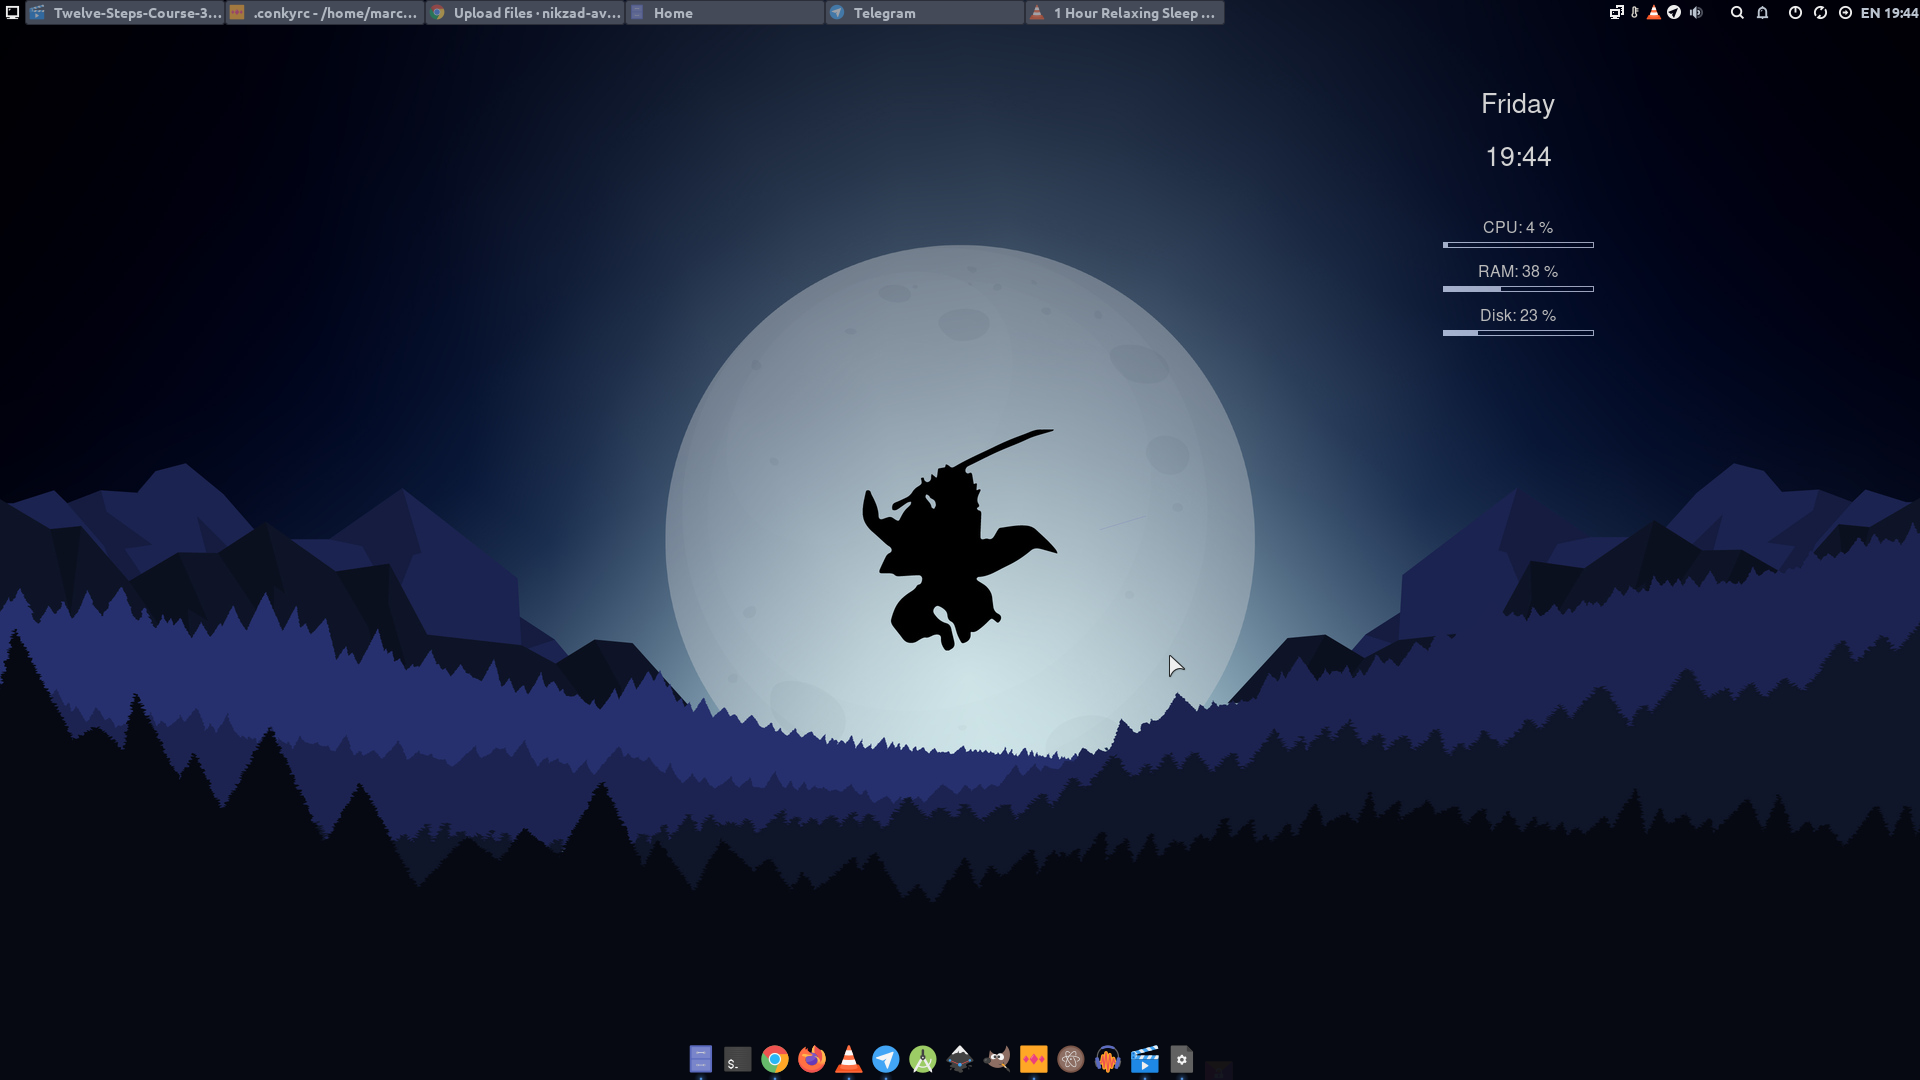 Twelve-Steps-Course-3...
.conkyrc - /home/marc...
Upload files · nikzad-av...
Home
Telegram
1 Hour Relaxing Sleep ...
EN 19:44
Friday
19:44
CPU: 4 %
RAM: 38 %
Disk: 23 %
$_